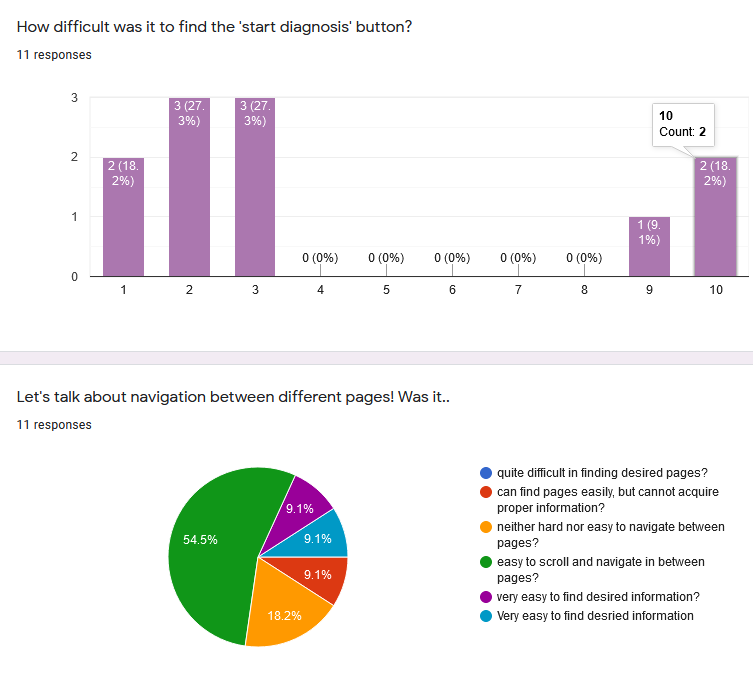 How difficult was it to find the 'start diagnosis' button?
11 responses
3
2
1
0
2 (18.
2%)
3 (27.
3%)
3 (27.
3%)
0 (0%)
0 (0%)
0 (0%)
0 (0%)
0 (0%)
1 (9.
1%)
2 (18.
2%)
10
Count: 2
1
2
3
4
5
6
7
8
9
10
Let's talk about navigation between different pages! Was it..
11 responses
54.5%
9.1%
9.1%
9.1%
18.2%
quite difficult in finding desired pages?
can find pages easily, but cannot acquire
proper information?
neither hard nor easy to navigate between
pages?
easy to scroll and navigate in between
pages?
very easy to find desired information?
Very easy to find desried information